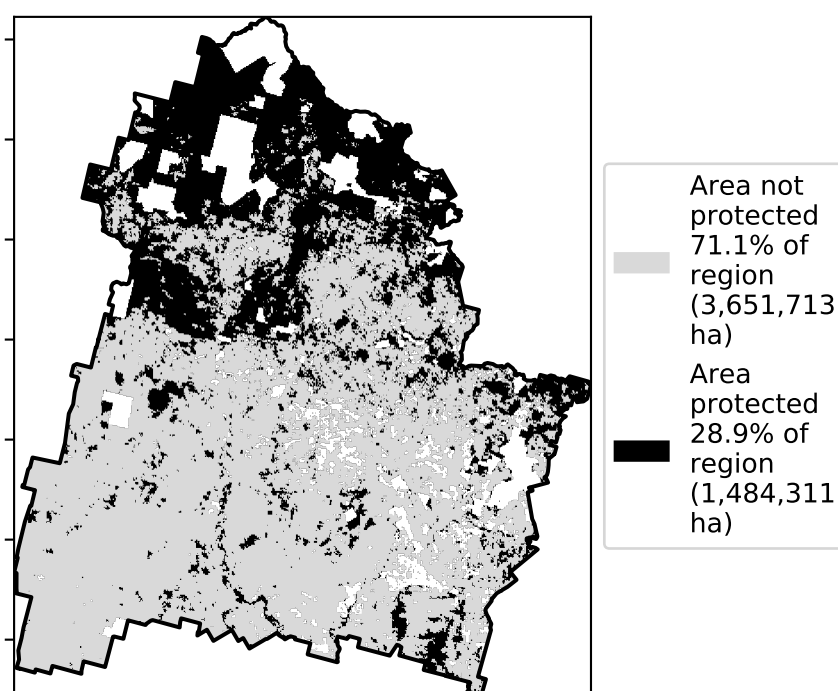 Area not
protected
71.1% of
region
(3,651,713
ha)
Area
protected
28.9% of
region
(1,484,311
ha)